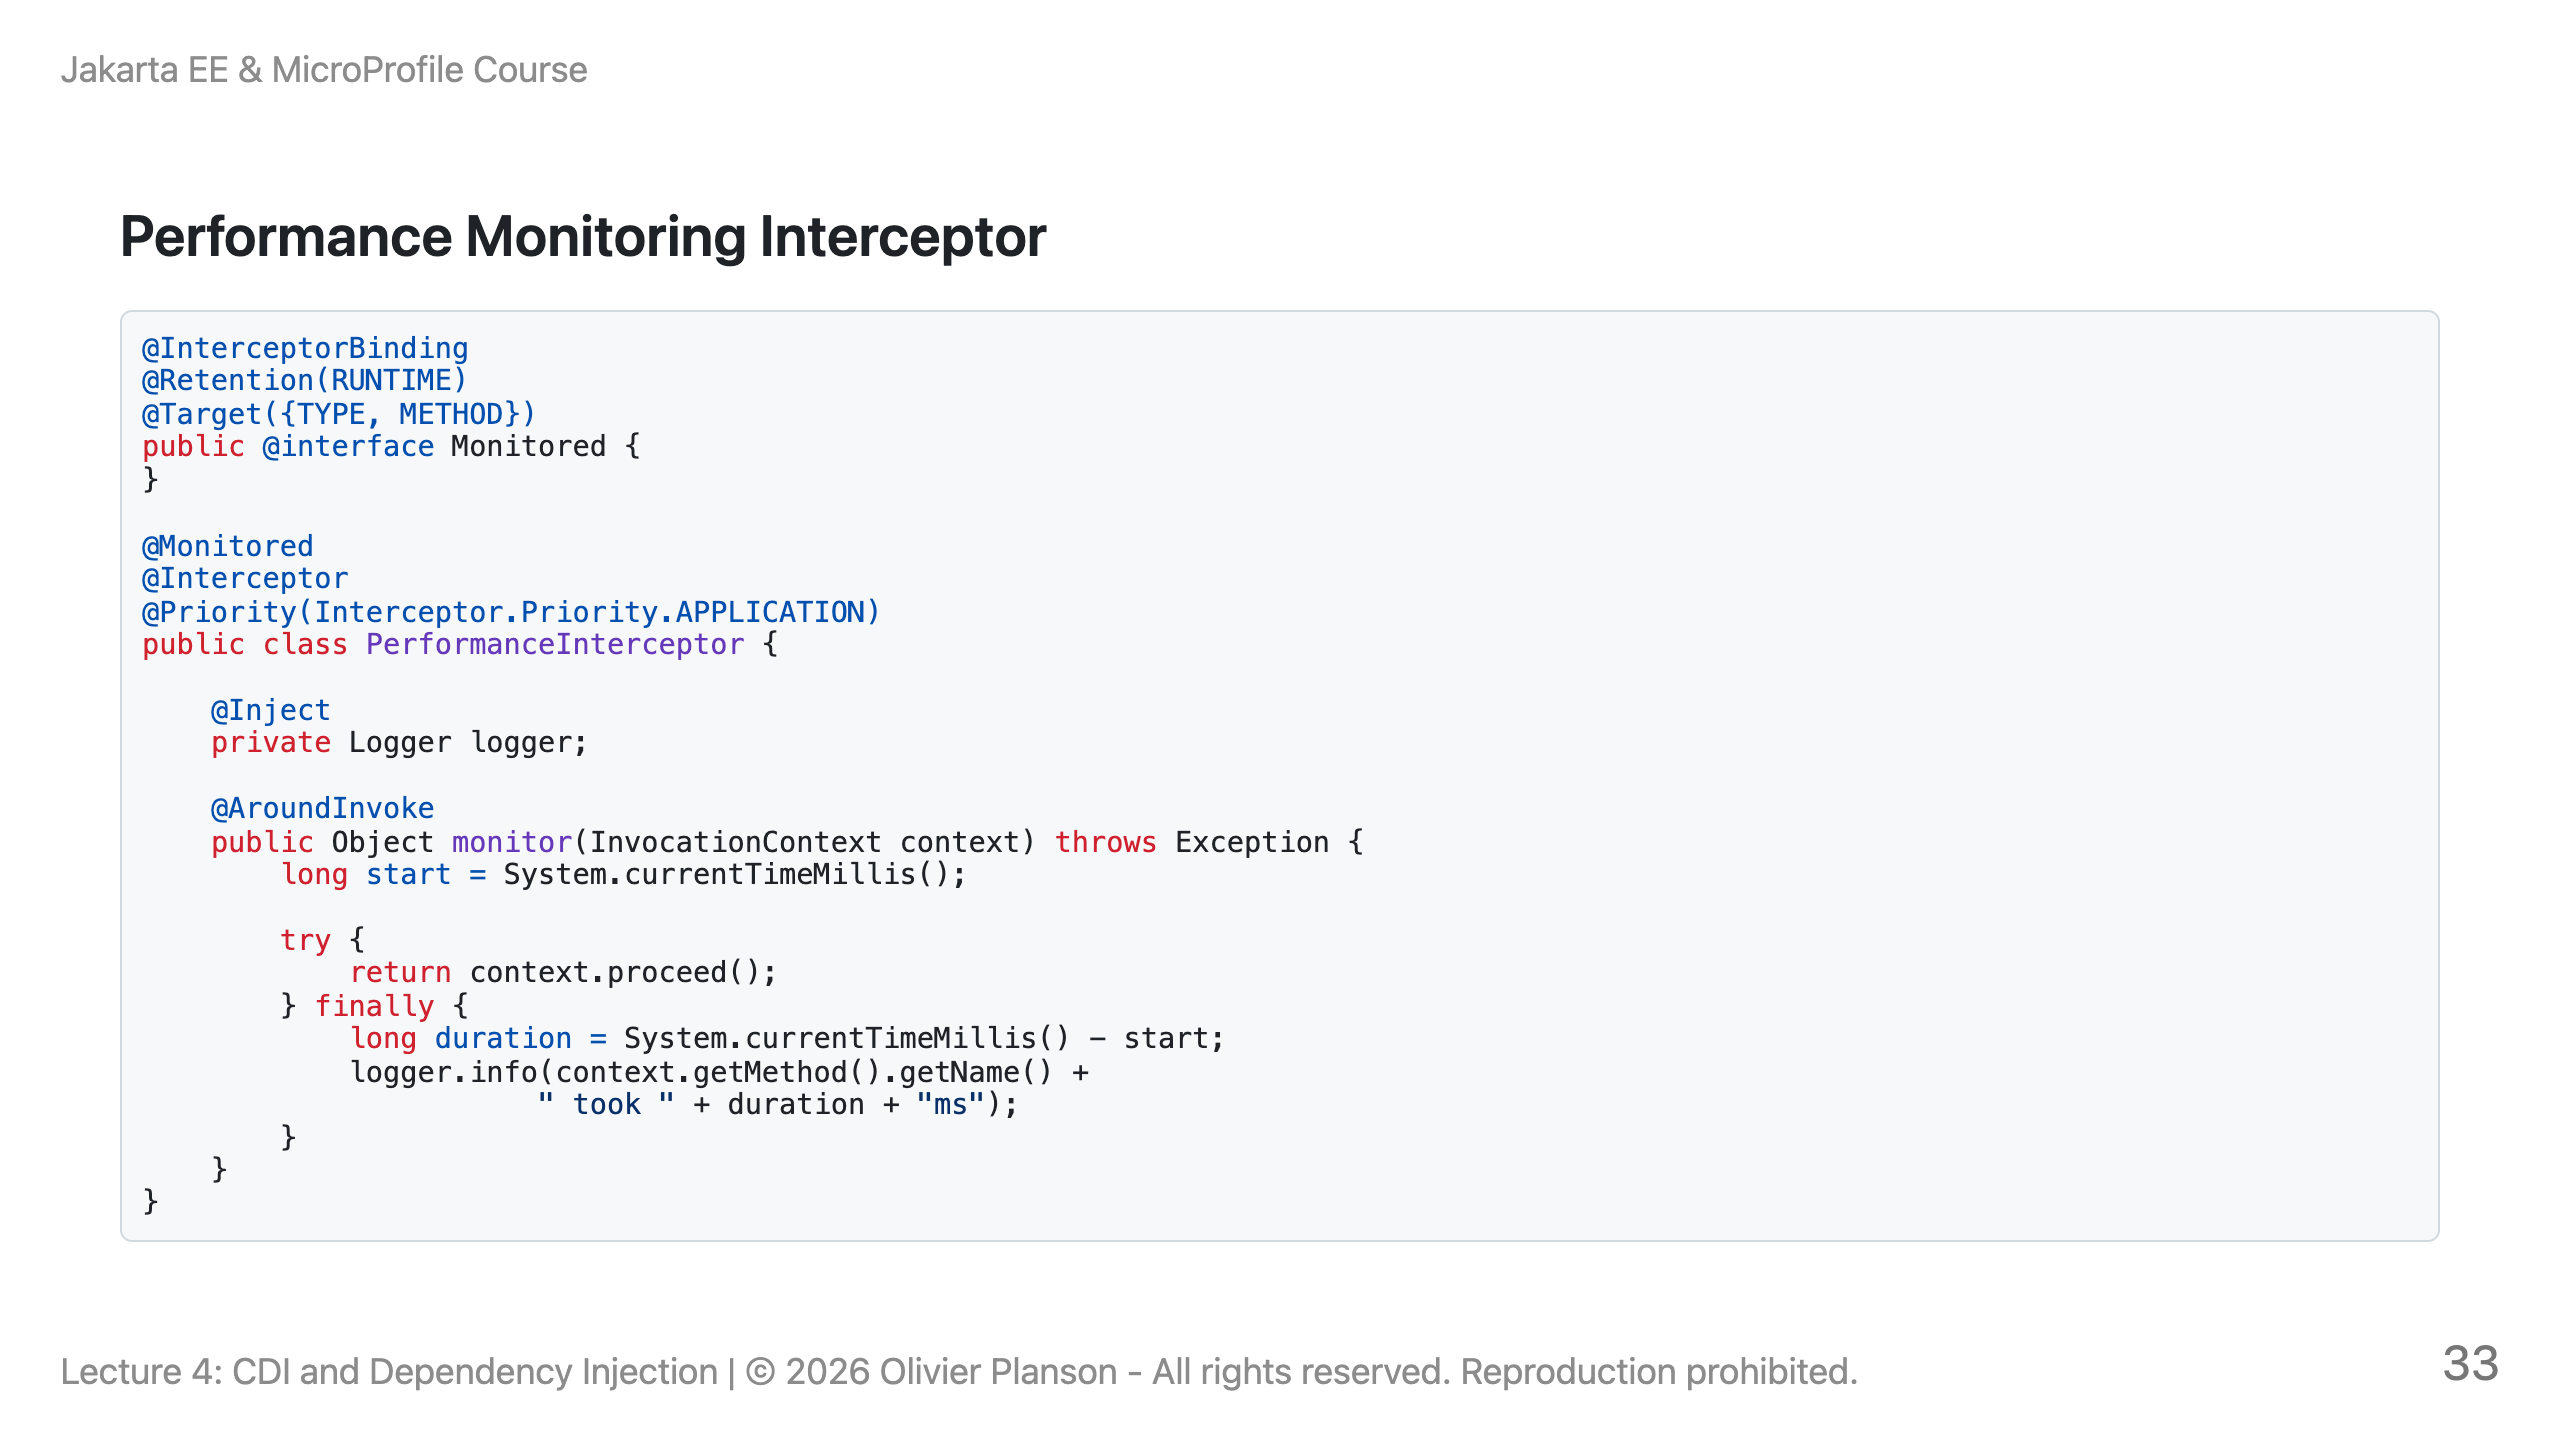 Jakarta EE & MicroProfile Course
Performance Monitoring Interceptor
@InterceptorBinding
@Retention(RUNTIME)
@Target({TYPE, METHOD})
public @interface Monitored {
}
@Monitored
@Interceptor
@Priority(Interceptor.Priority.APPLICATION)
public class PerformanceInterceptor {
    @Inject
    private Logger logger;
    @AroundInvoke
    public Object monitor(InvocationContext context) throws Exception {
        long start = System.currentTimeMillis();
        try {
            return context.proceed();
        } finally {
            long duration = System.currentTimeMillis() - start;
            logger.info(context.getMethod().getName() +
                       " took " + duration + "ms");
        }
    }
}
Lecture 4: CDI and Dependency Injection | © 2026 Olivier Planson - All rights reserved. Reproduction prohibited.
33